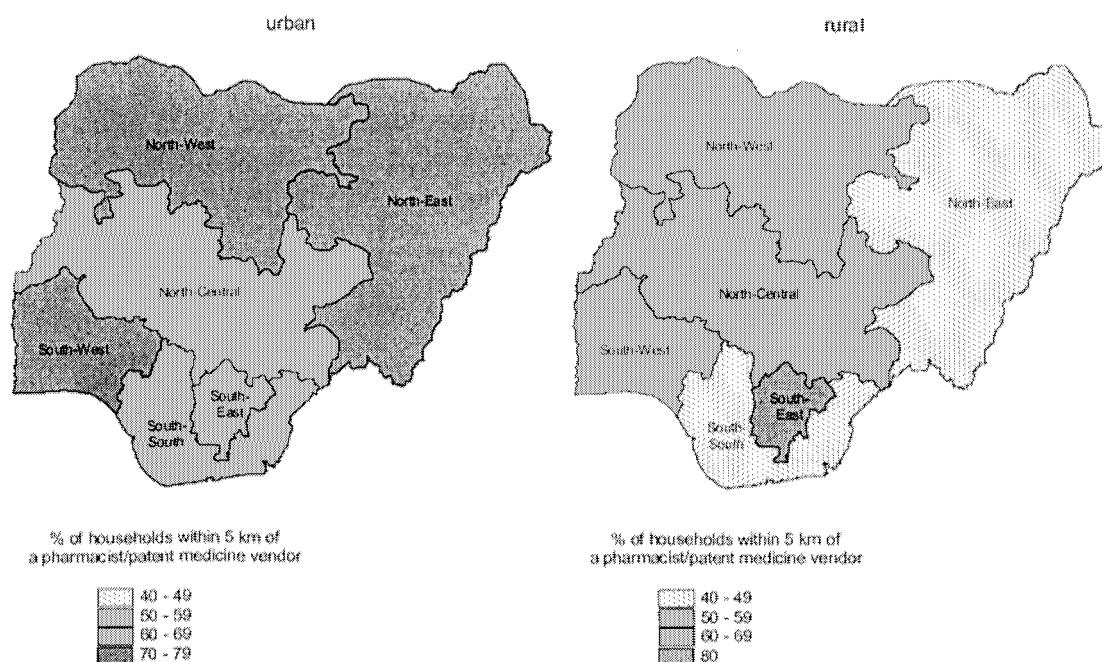 urban
rural
North-West
North-East
North-Central
South-West
South-
East
South-
South
North-West
North-East
North-Central
South-West
South-
East
South-
South
% of households within 5 km of
a pharmacist/patent medicine vendor
40 - 49
50 - 59
60 - 69
70 - 79
% of households within 5 km of
a pharmacist/patent medicine vendor
40 - 49
50 - 59
60 - 69
80